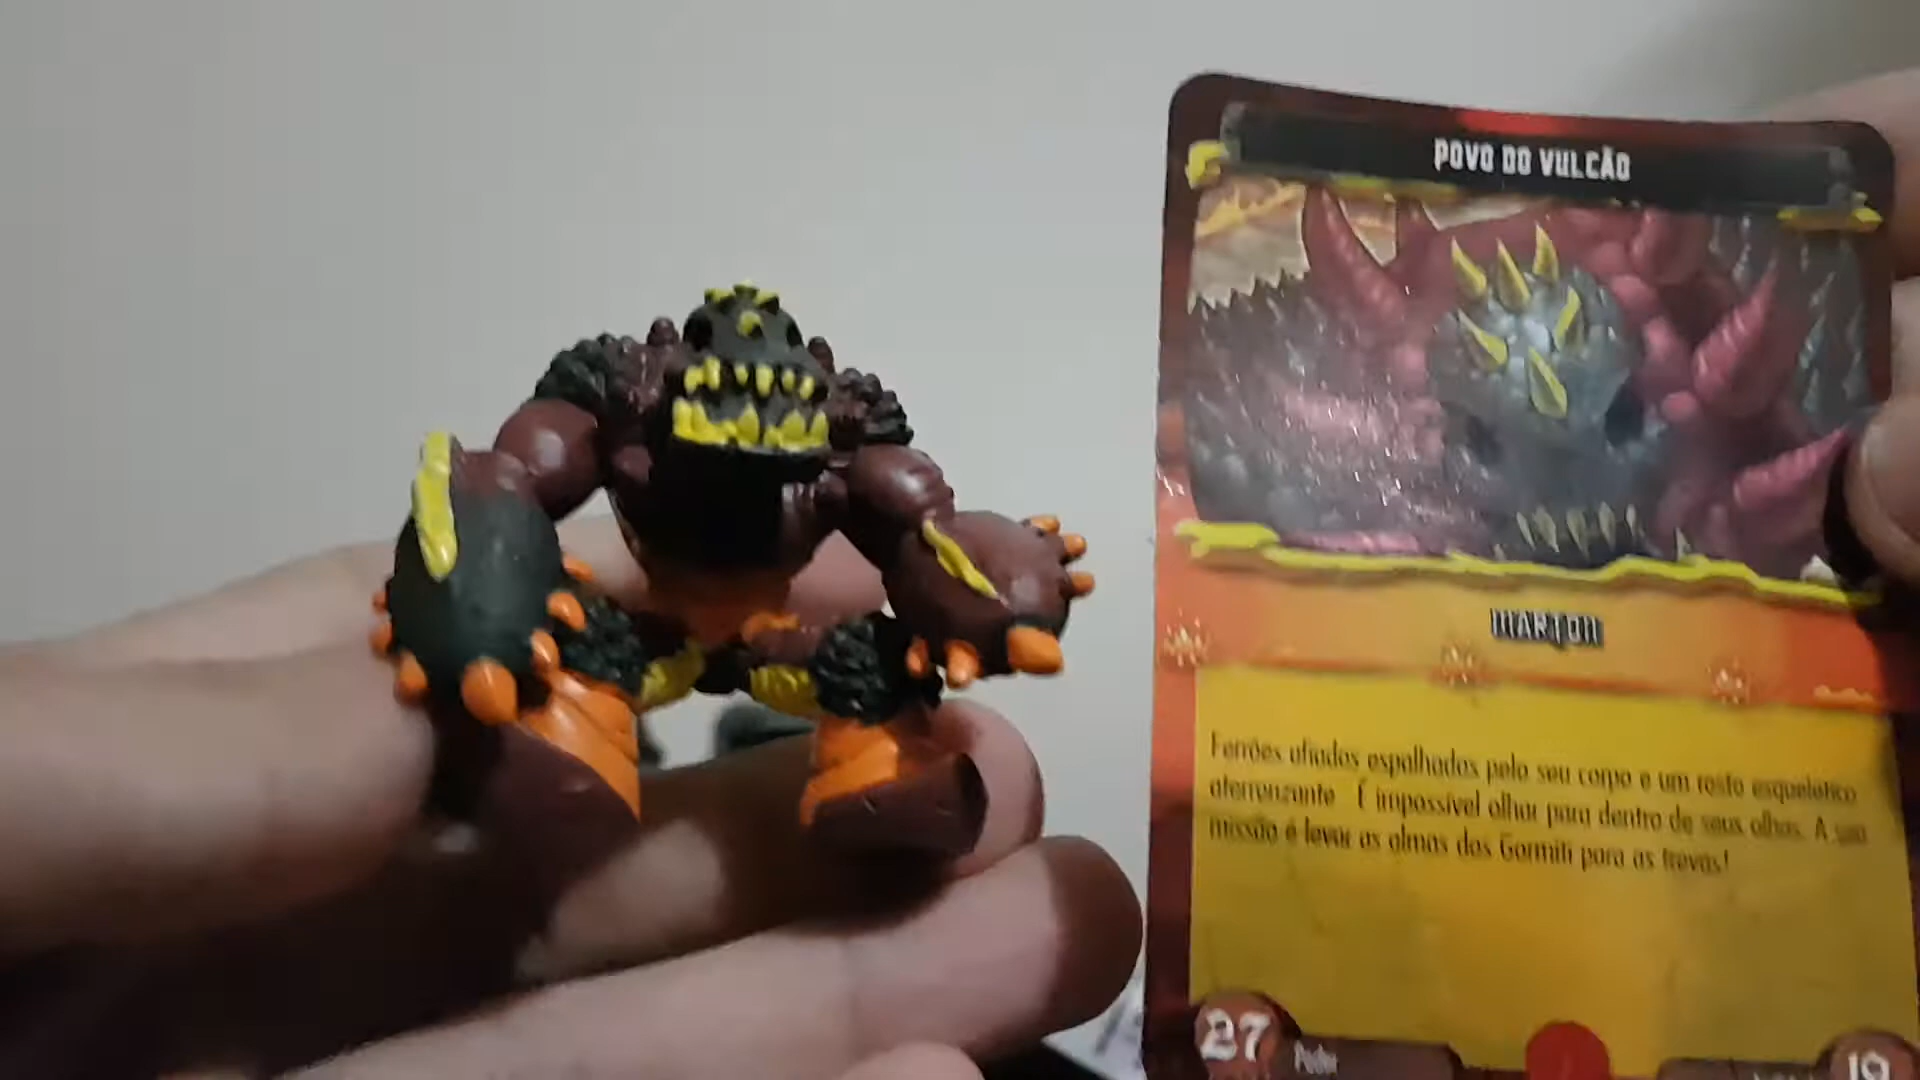 POVO DO VULCÃO
MARTON
Ferrões afiados espalhados pelo seu corpo e um rosto esquelético
aterrorizante. É impossível olhar para dentro de seus olhos. A sua
missão é levar as almas dos Gormiti para as trevas!
27 Poder
19